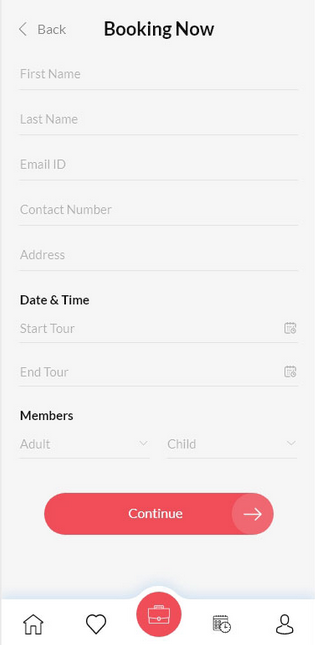 Back
Booking Now
First Name
Last Name
Email ID
Contact Number
Address
Date & Time
Start Tour
End Tour
Members
Adult
Child
Continue